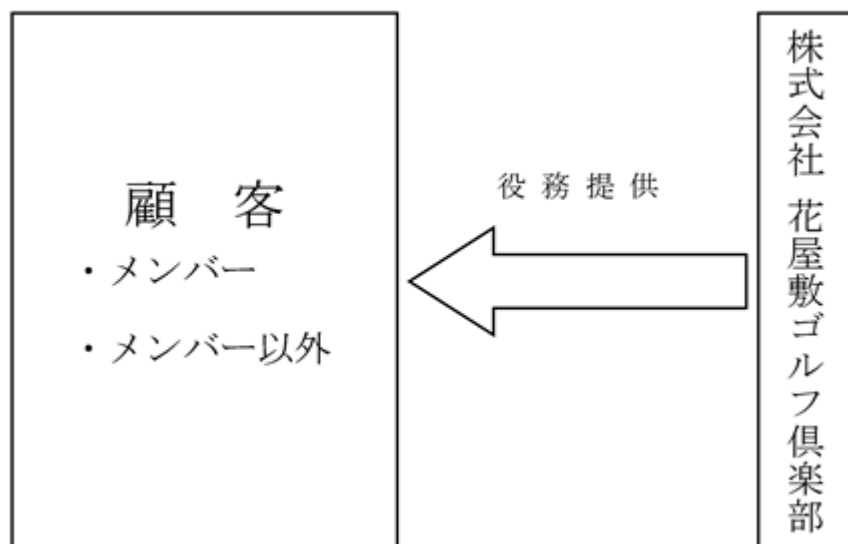 顧 客
・メンバー
・メンバー以外
役務提供
株式会社 花屋敷ゴルフ倶楽部